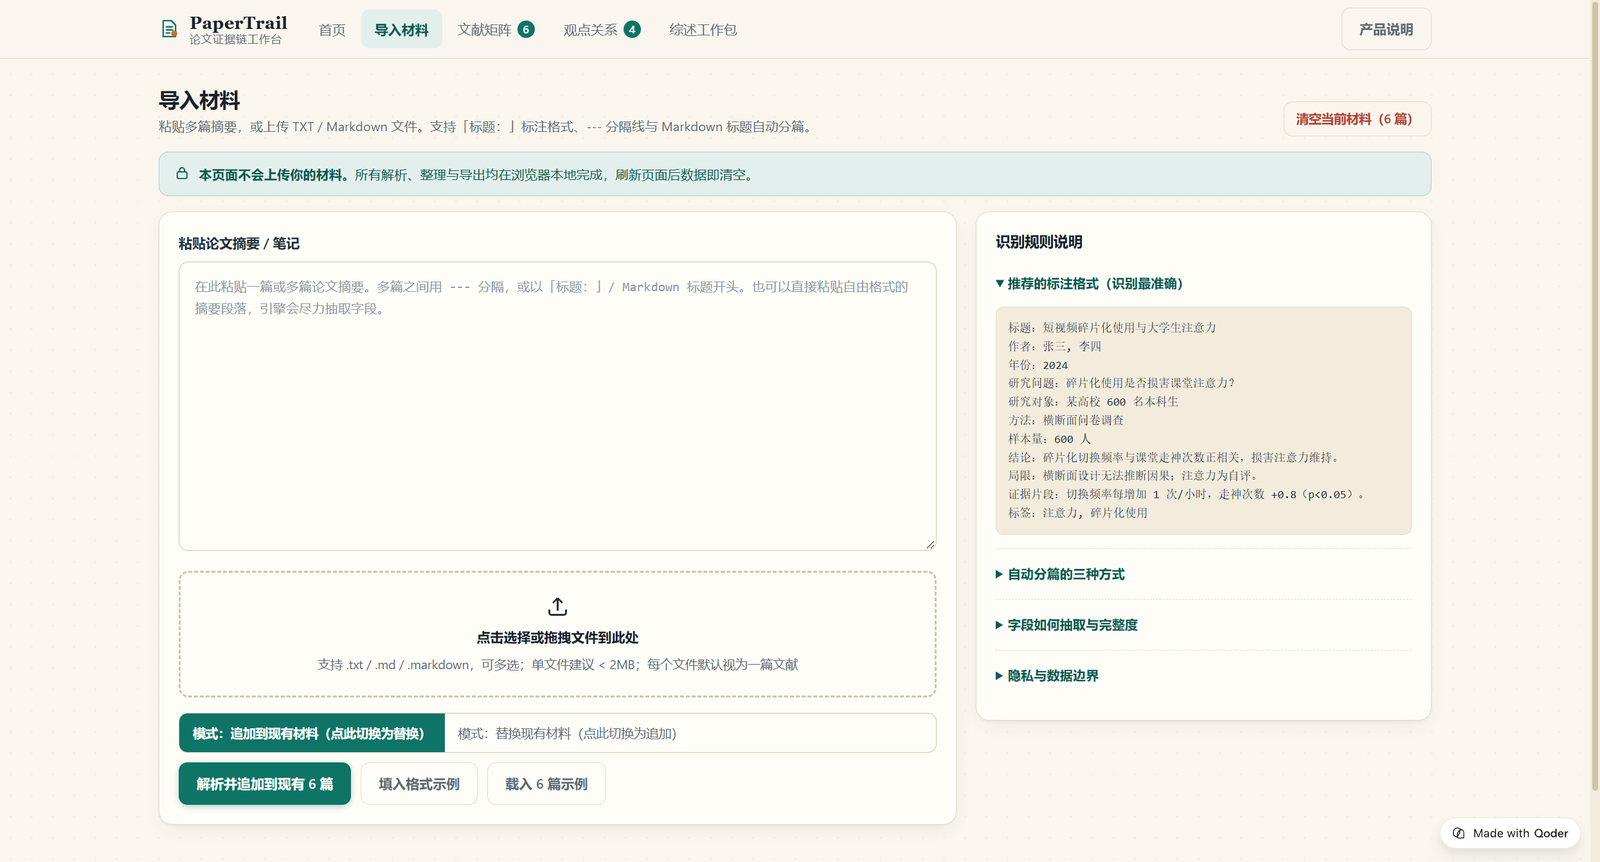 PaperTrail
论文证据链工作台
首页
导入材料
文献矩阵 6
观点关系 4
综述工作包
产品说明
导入材料
粘贴多篇摘要，或上传 TXT / Markdown 文件。支持「标题：」标注格式、--- 分隔线与 Markdown 标题自动分篇。
清空当前材料（6 篇）
本页面不会上传你的材料。所有解析、整理与导出均在浏览器本地完成，刷新页面后数据即清空。
粘贴论文摘要 / 笔记
在此粘贴一篇或多篇论文摘要。多篇之间用 --- 分隔，或以「标题：」/ Markdown 标题开头。也可以直接粘贴自由格式的
摘要段落，引擎会尽力抽取字段。
点击选择或拖拽文件到此处
支持 .txt / .md / .markdown，可多选；单文件建议 < 2MB；每个文件默认视为一篇文献
模式：追加到现有材料（点此切换为替换）
模式：替换现有材料（点此切换为追加）
解析并追加到现有 6 篇
填入格式示例
载入 6 篇示例
识别规则说明
▼推荐的标注格式（识别最准确）
标题：短视频碎片化使用与大学生注意力
作者：张三, 李四
年份：2024
研究问题：碎片化使用是否损害课堂注意力？
研究对象：某高校 600 名本科生
方法：横断面问卷调查
样本量：600 人
结论：碎片化切换频率与课堂走神次数正相关，损害注意力维持。
局限：横断面设计无法推断因果；注意力为自评。
证据片段：切换频率每增加 1 次/小时，走神次数 +0.8（p<0.05）。
标签：注意力, 碎片化使用
▶自动分篇的三种方式
▶字段如何抽取与完整度
▶隐私与数据边界
Made with Qoder